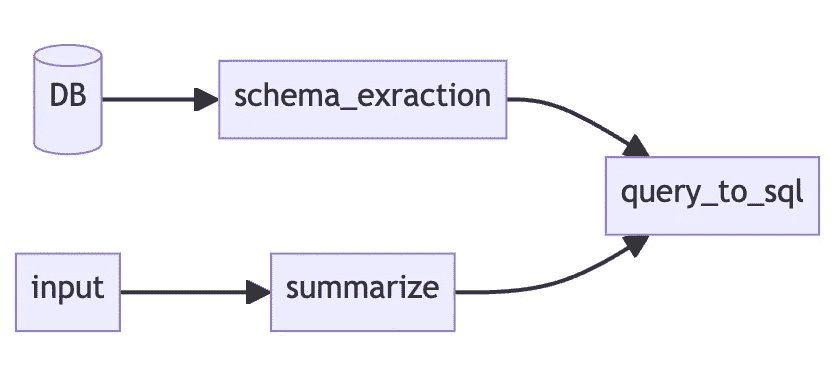 DB
schema_exraction
query_to_sql
input
summarize